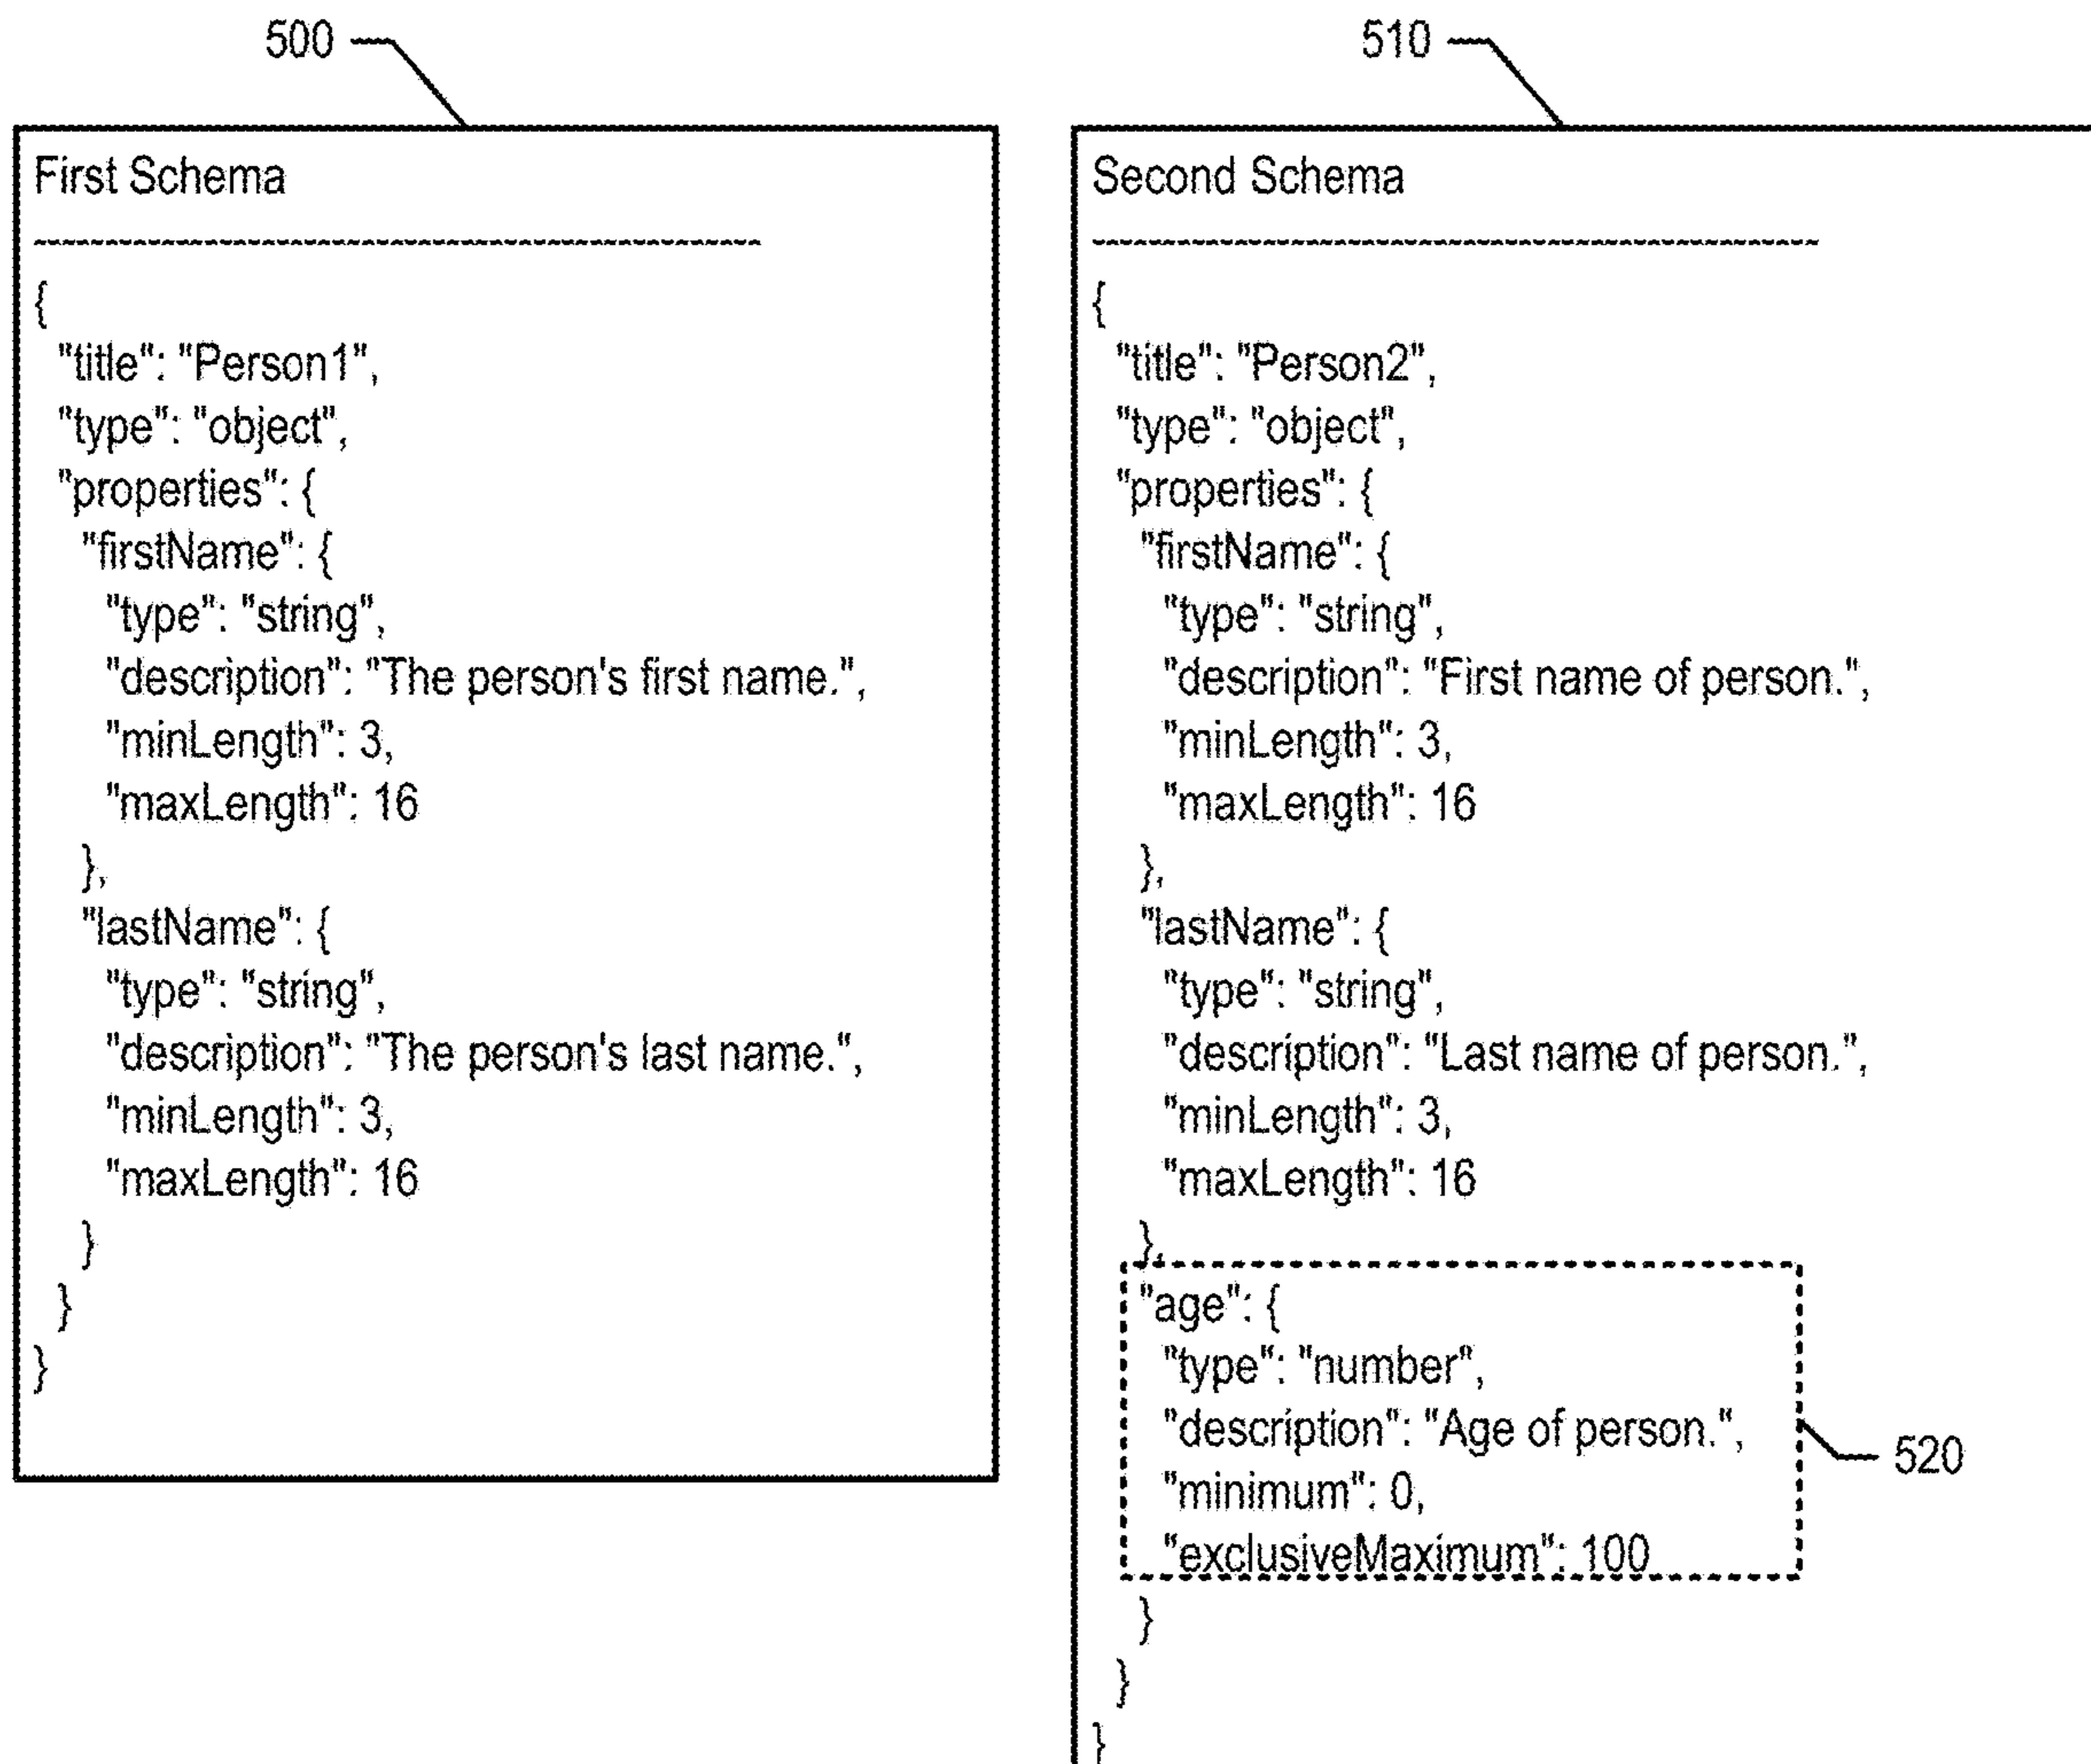 500
First Schema
--------------------------------------------------
{
"title": "Person1",
"type": "object",
"properties": {
"firstName": {
"type": "string",
"description": "The person's first name.",
"minLength": 3,
"maxLength": 16
},
"lastName": {
"type": "string",
"description": "The person's last name.",
"minLength": 3,
"maxLength": 16
}
}
}
510
Second Schema
--------------------------------------------------
{
"title": "Person2",
"type": "object",
"properties": {
"firstName": {
"type": "string",
"description": "First name of person.",
"minLength": 3,
"maxLength": 16
},
"lastName": {
"type": "string",
"description": "Last name of person.",
"minLength": 3,
"maxLength": 16
},
"age": {
"type": "number",
"description": "Age of person.",
"minimum": 0,
"exclusiveMaximum": 100
}
}
}
520